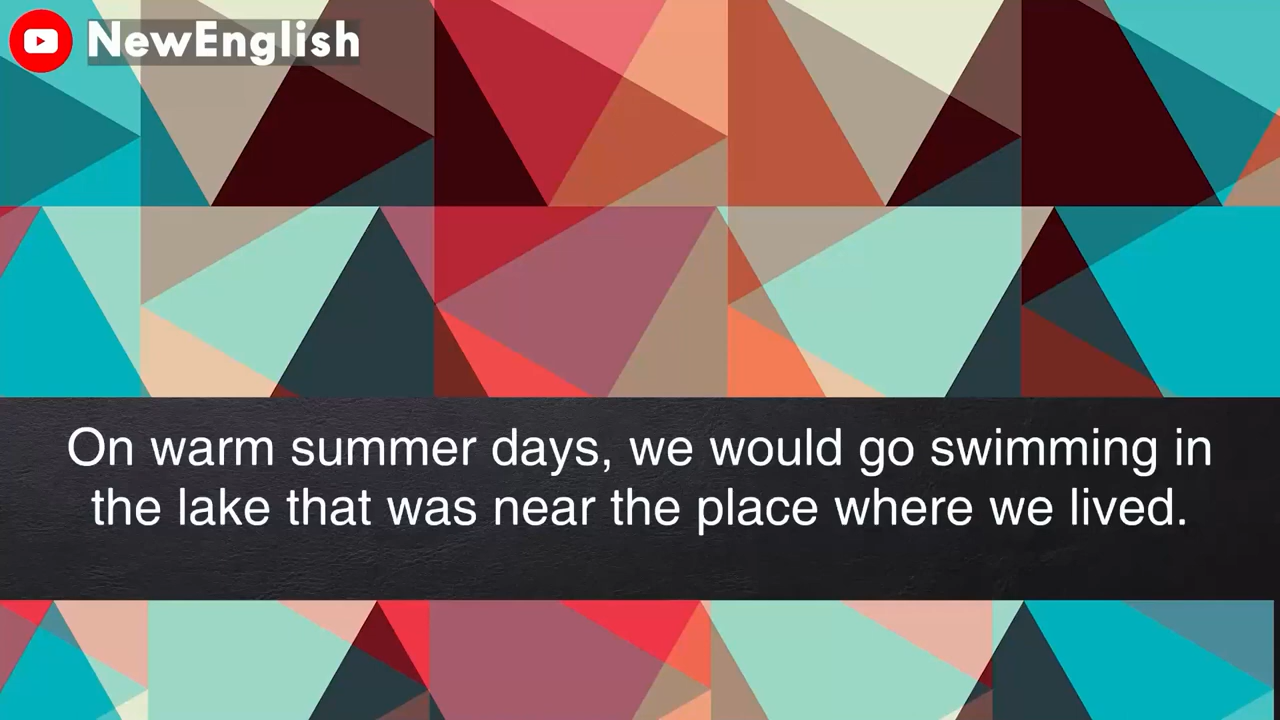 NewEnglish
On warm summer days, we would go swimming in
the lake that was near the place where we lived.